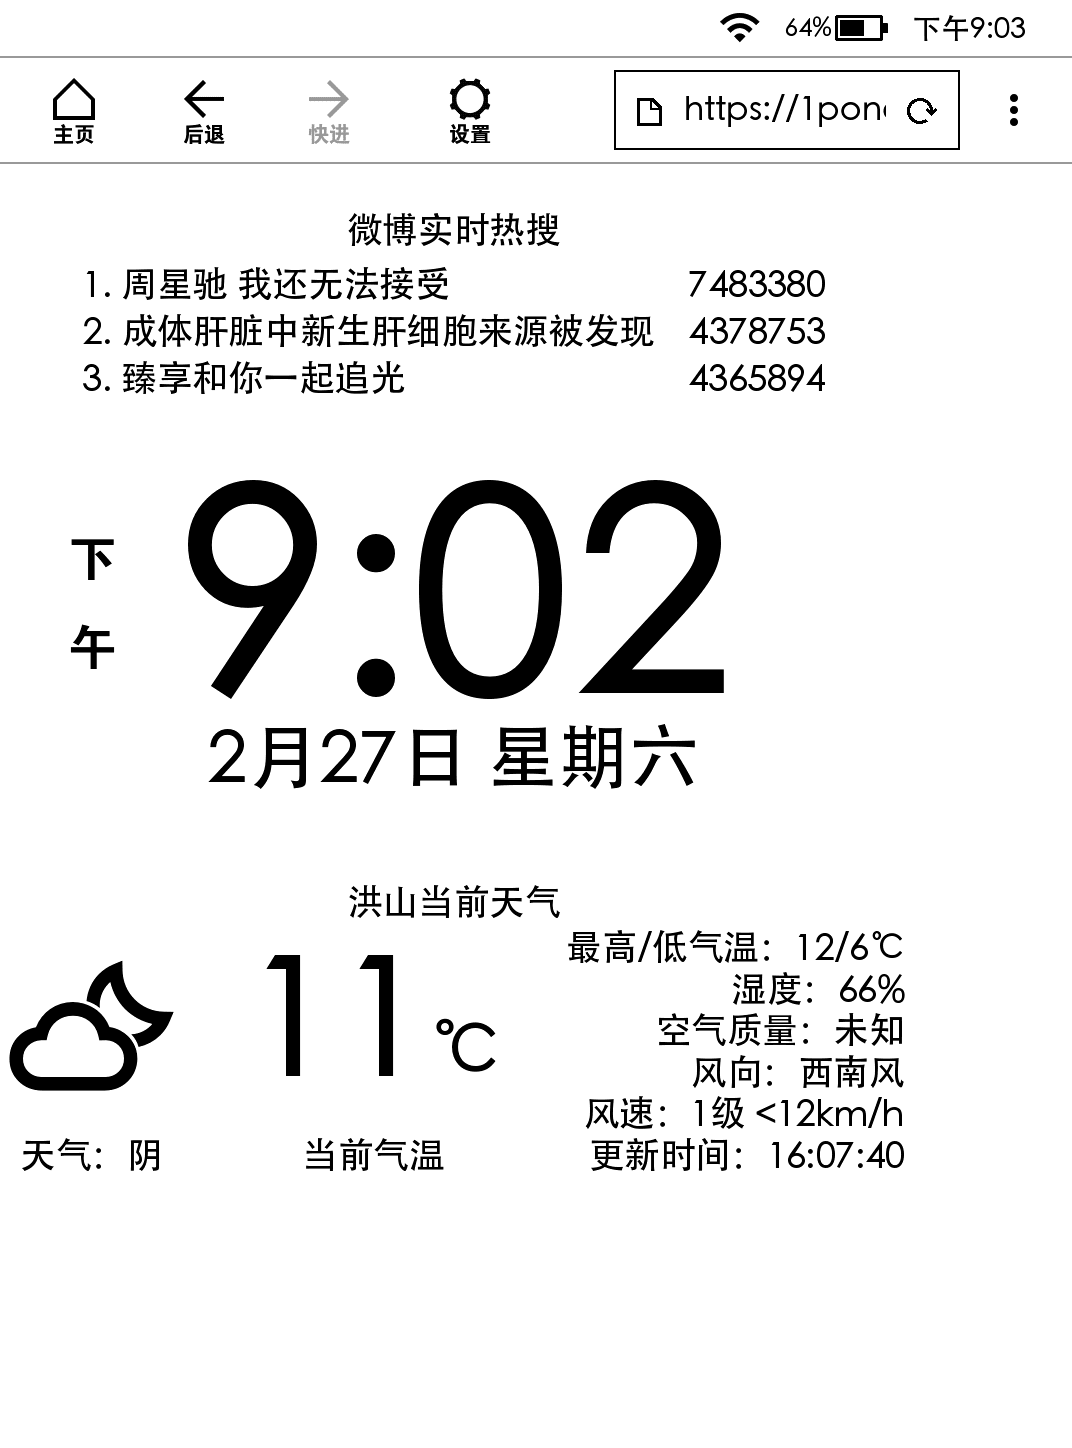 64% 下午9:03
主页 后退 快进 设置 https://1pon
微博实时热搜
1. 周星驰 我还无法接受 7483380
2. 成体肝脏中新生肝细胞来源被发现 4378753
3. 臻享和你一起追光 4365894
下午 9:02
2月27日 星期六
洪山当前天气
最高/低气温：12/6℃
湿度：66%
11℃
空气质量：未知
风向：西南风
风速：1级 <12km/h
天气：阴 当前气温 更新时间：16:07:40